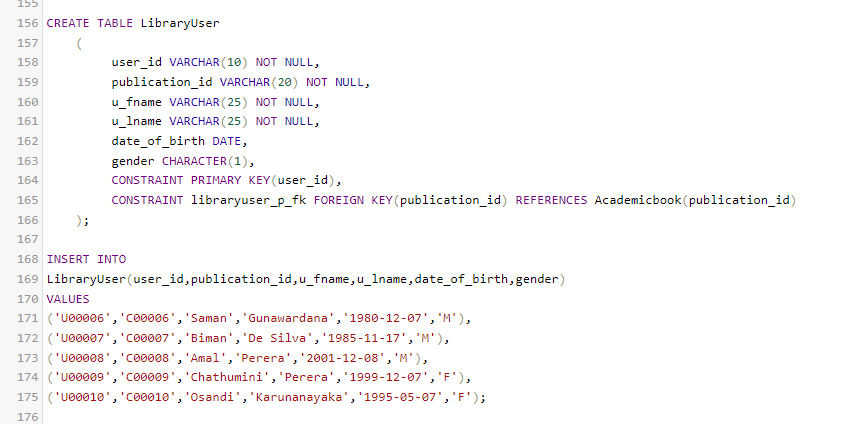 155
156 CREATE TABLE LibraryUser
157 (
158 user_id VARCHAR(10) NOT NULL,
159 publication_id VARCHAR(20) NOT NULL,
160 u_fname VARCHAR(25) NOT NULL,
161 u_lname VARCHAR(25) NOT NULL,
162 date_of_birth DATE,
163 gender CHARACTER(1),
164 CONSTRAINT PRIMARY KEY(user_id),
165 CONSTRAINT libraryuser_p_fk FOREIGN KEY(publication_id) REFERENCES Academicbook(publication_id)
166 );
167
168 INSERT INTO
169 LibraryUser(user_id,publication_id,u_fname,u_lname,date_of_birth,gender)
170 VALUES
171 ('U00006','C00006','Saman','Gunawardana','1980-12-07','M'),
172 ('U00007','C00007','Biman','De Silva','1985-11-17','M'),
173 ('U00008','C00008','Amal','Perera','2001-12-08','M'),
174 ('U00009','C00009','Chathumini','Perera','1999-12-07','F'),
175 ('U00010','C00010','Osandi','Karunanayaka','1995-05-07','F');
176